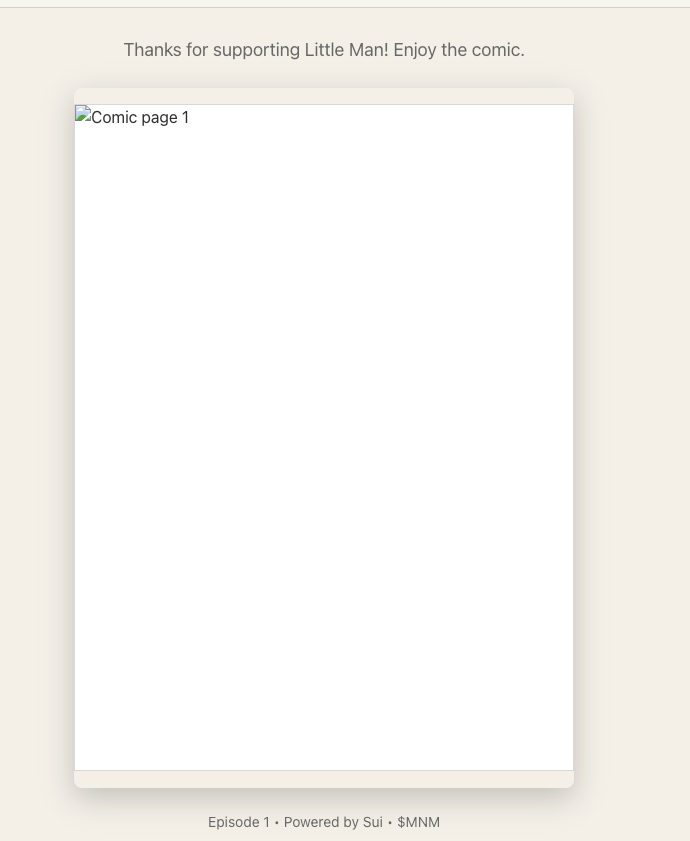 Thanks for supporting Little Man! Enjoy the comic.
Comic page 1
Episode 1 • Powered by Sui • $MNM